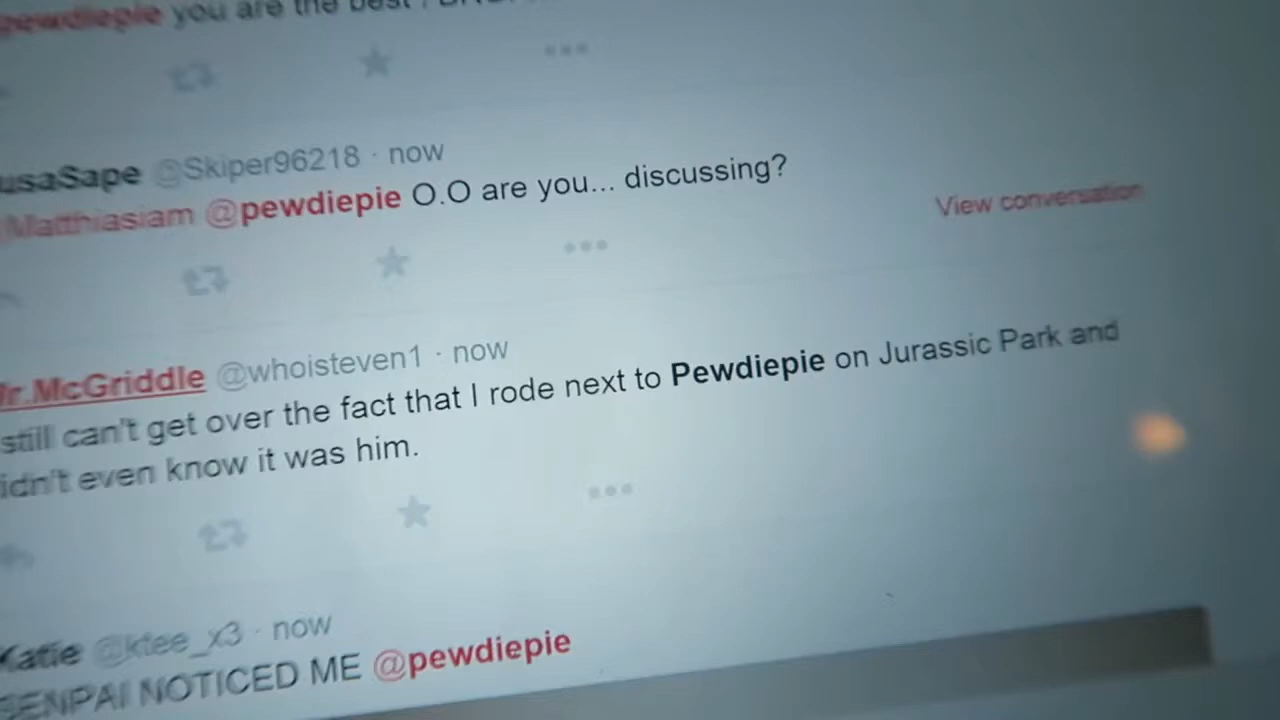 pewdiepie you are the best
usaSape @Skiper96218 · now
Matthiasiam @pewdiepie O.O are you... discussing?
View conversation
Mr.McGriddle @whoisteven1 · now
still can't get over the fact that I rode next to Pewdiepie on Jurassic Park and
idn't even know it was him.
Katie @ktee_x3 · now
SENPAI NOTICED ME @pewdiepie